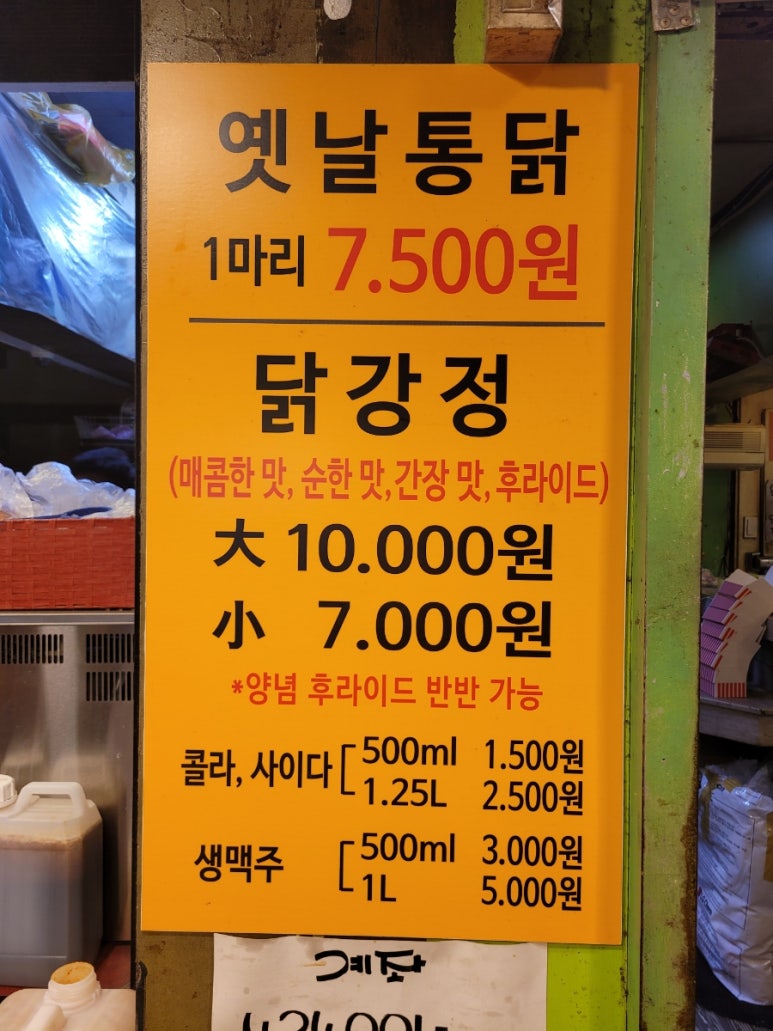 옛날통닭
1마리 7.500원
닭강정
(매콤한 맛, 순한 맛, 간장 맛, 후라이드)
大 10.000원
小 7.000원
*양념 후라이드 반반 가능
콜라, 사이다 500ml 1.500원
1.25L 2.500원
생맥주 500ml 3.000원
1L 5.000원
계좌